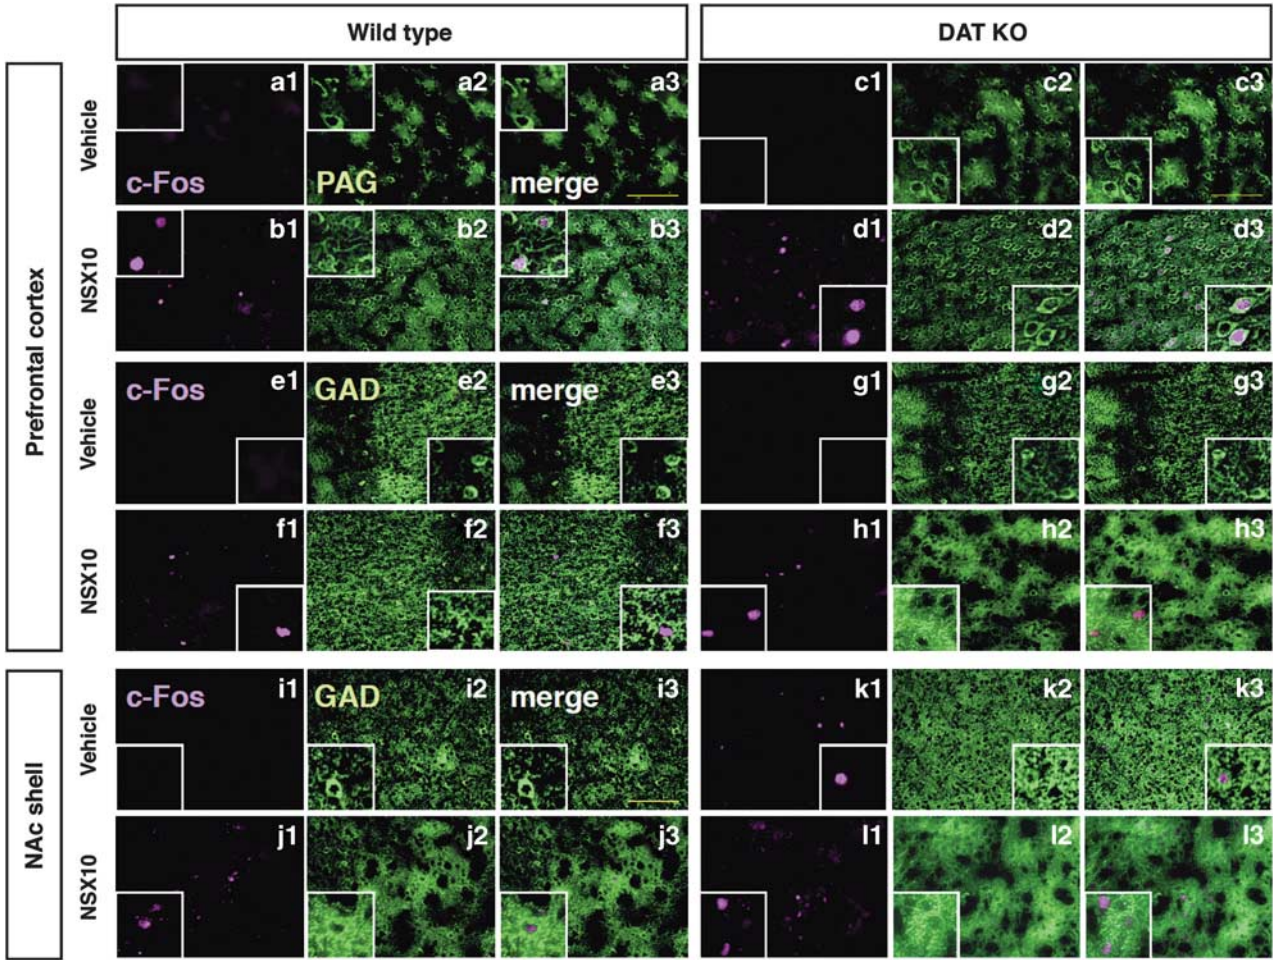 Wild type
DAT KO
Prefrontal cortex
Vehicle
a1
a2
a3
c1
c2
c3
c-Fos
PAG
merge
NSX10
b1
b2
b3
d1
d2
d3
Vehicle
c-Fos
e1
GAD
e2
merge
e3
g1
g2
g3
NSX10
f1
f2
f3
h1
h2
h3
NAc shell
Vehicle
c-Fos
i1
GAD
i2
merge
i3
k1
k2
k3
NSX10
j1
j2
j3
l1
l2
l3